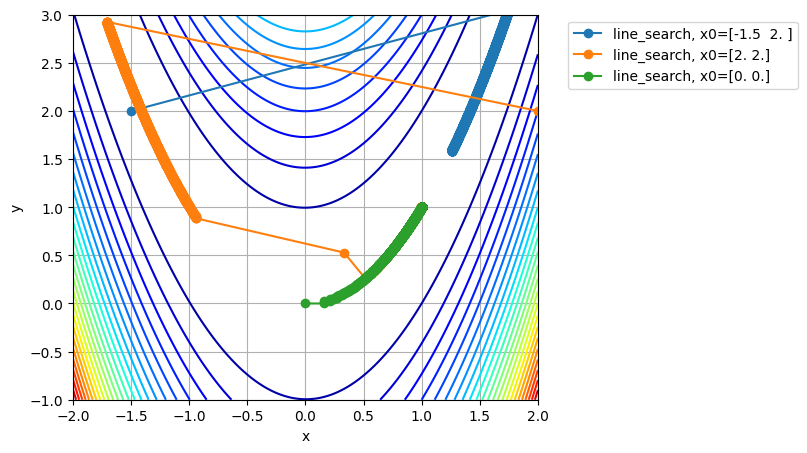 3.0
2.5
2.0
1.5
1.0
0.5
0.0
−0.5
−1.0
y
−2.0 −1.5 −1.0 −0.5 0.0 0.5 1.0 1.5 2.0
x
line_search, x0=[-1.5  2. ]
line_search, x0=[2. 2.]
line_search, x0=[0. 0.]